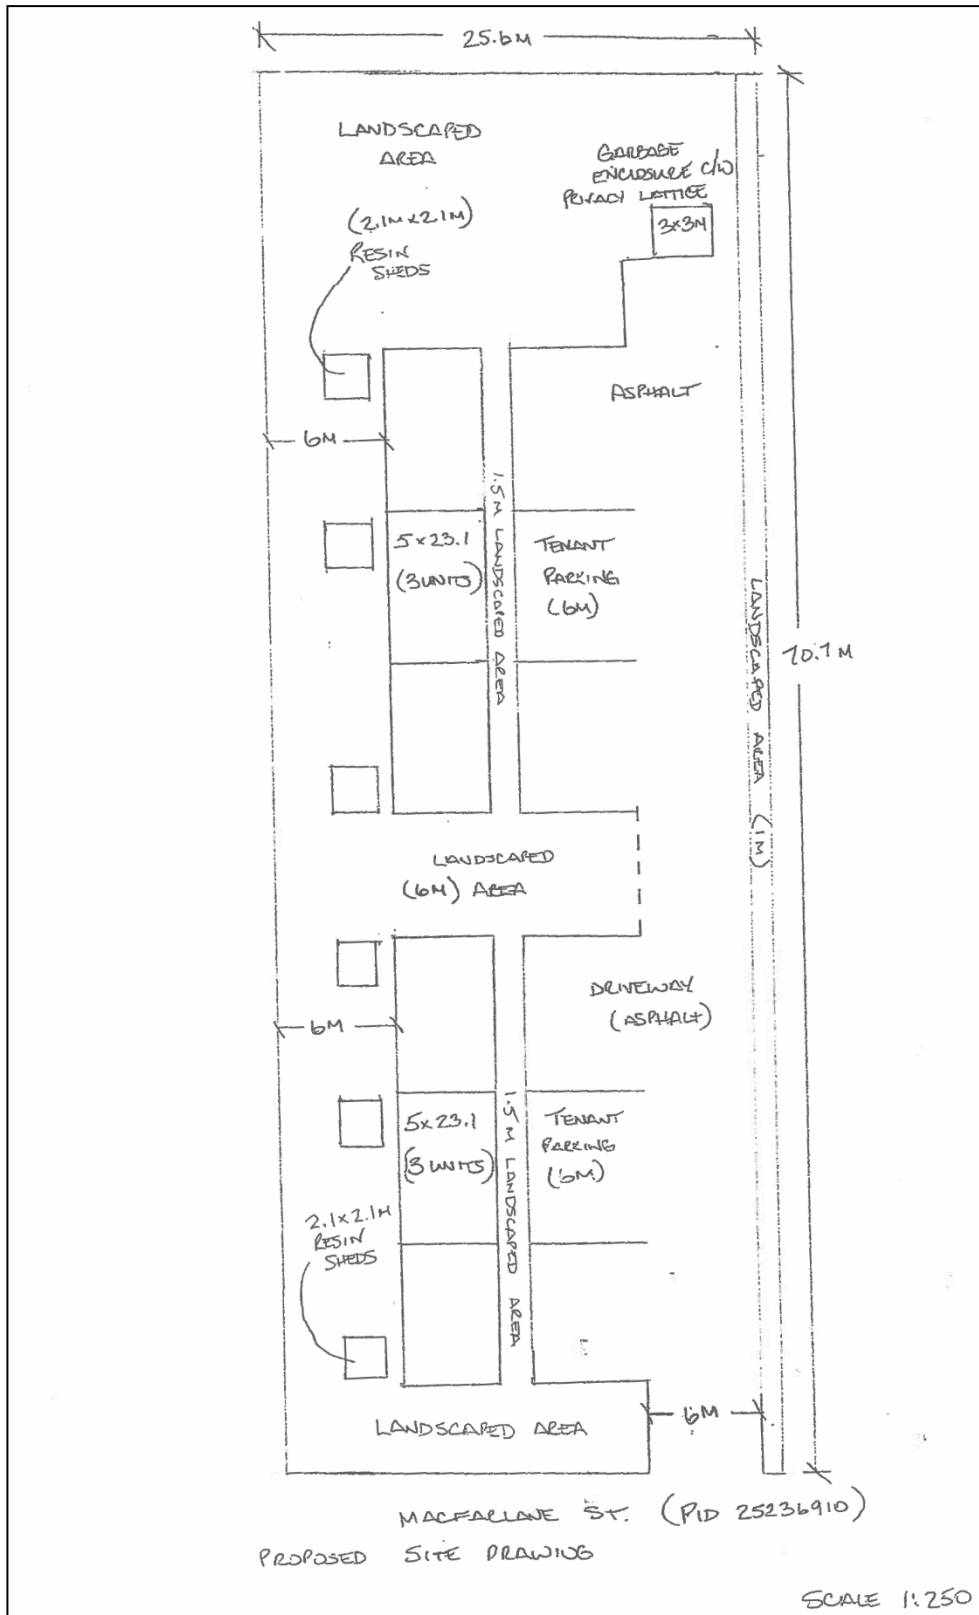 25.6M
LANDSCAPED
AREA
GARBAGE
ENCLOSURE C/W
PRIVACY LATTICE
3x3M
(2.1M x 2.1M)
RESIN
SHEDS
ASPHALT
6M
1.5 M LANDSCAPED AREA
5 x 23.1
(3 UNITS)
TENANT
PARKING
(6M)
LANDSCAPED AREA (1M)
70.7 M
LANDSCAPED
(6M) AREA
DRIVEWAY
(ASPHALT)
6M
1.5 M LANDSCAPED AREA
5 x 23.1
(3 UNITS)
TENANT
PARKING
(6M)
2.1 x 2.1M
RESIN
SHEDS
6M
LANDSCAPED AREA
MACFARLANE ST. (PID 25236910)
PROPOSED SITE DRAWING
SCALE 1:250